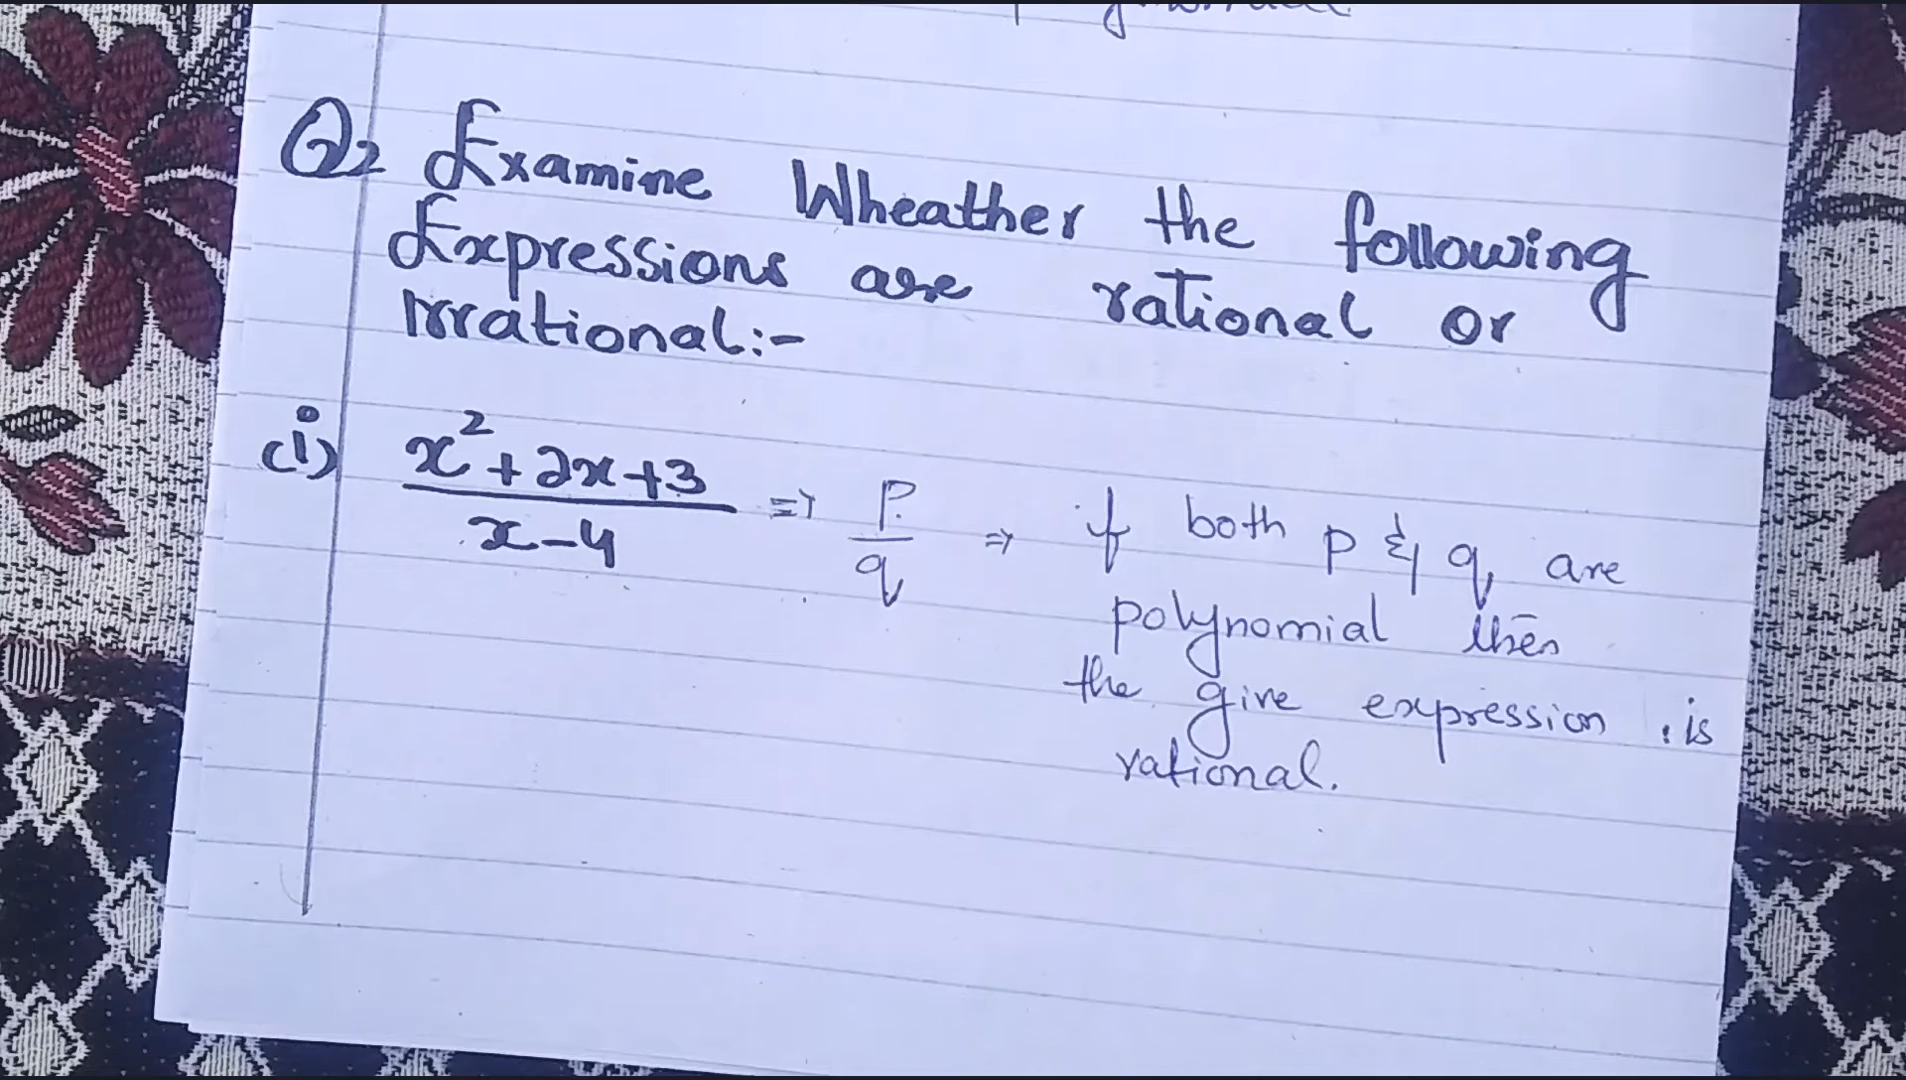 Q2 Examine Wheather the following
Expressions are rational or
Irrational:-
(i) x²+2x+3 / x-4 => p/q => if both p & q are
polynomial then
the give expression is
rational.